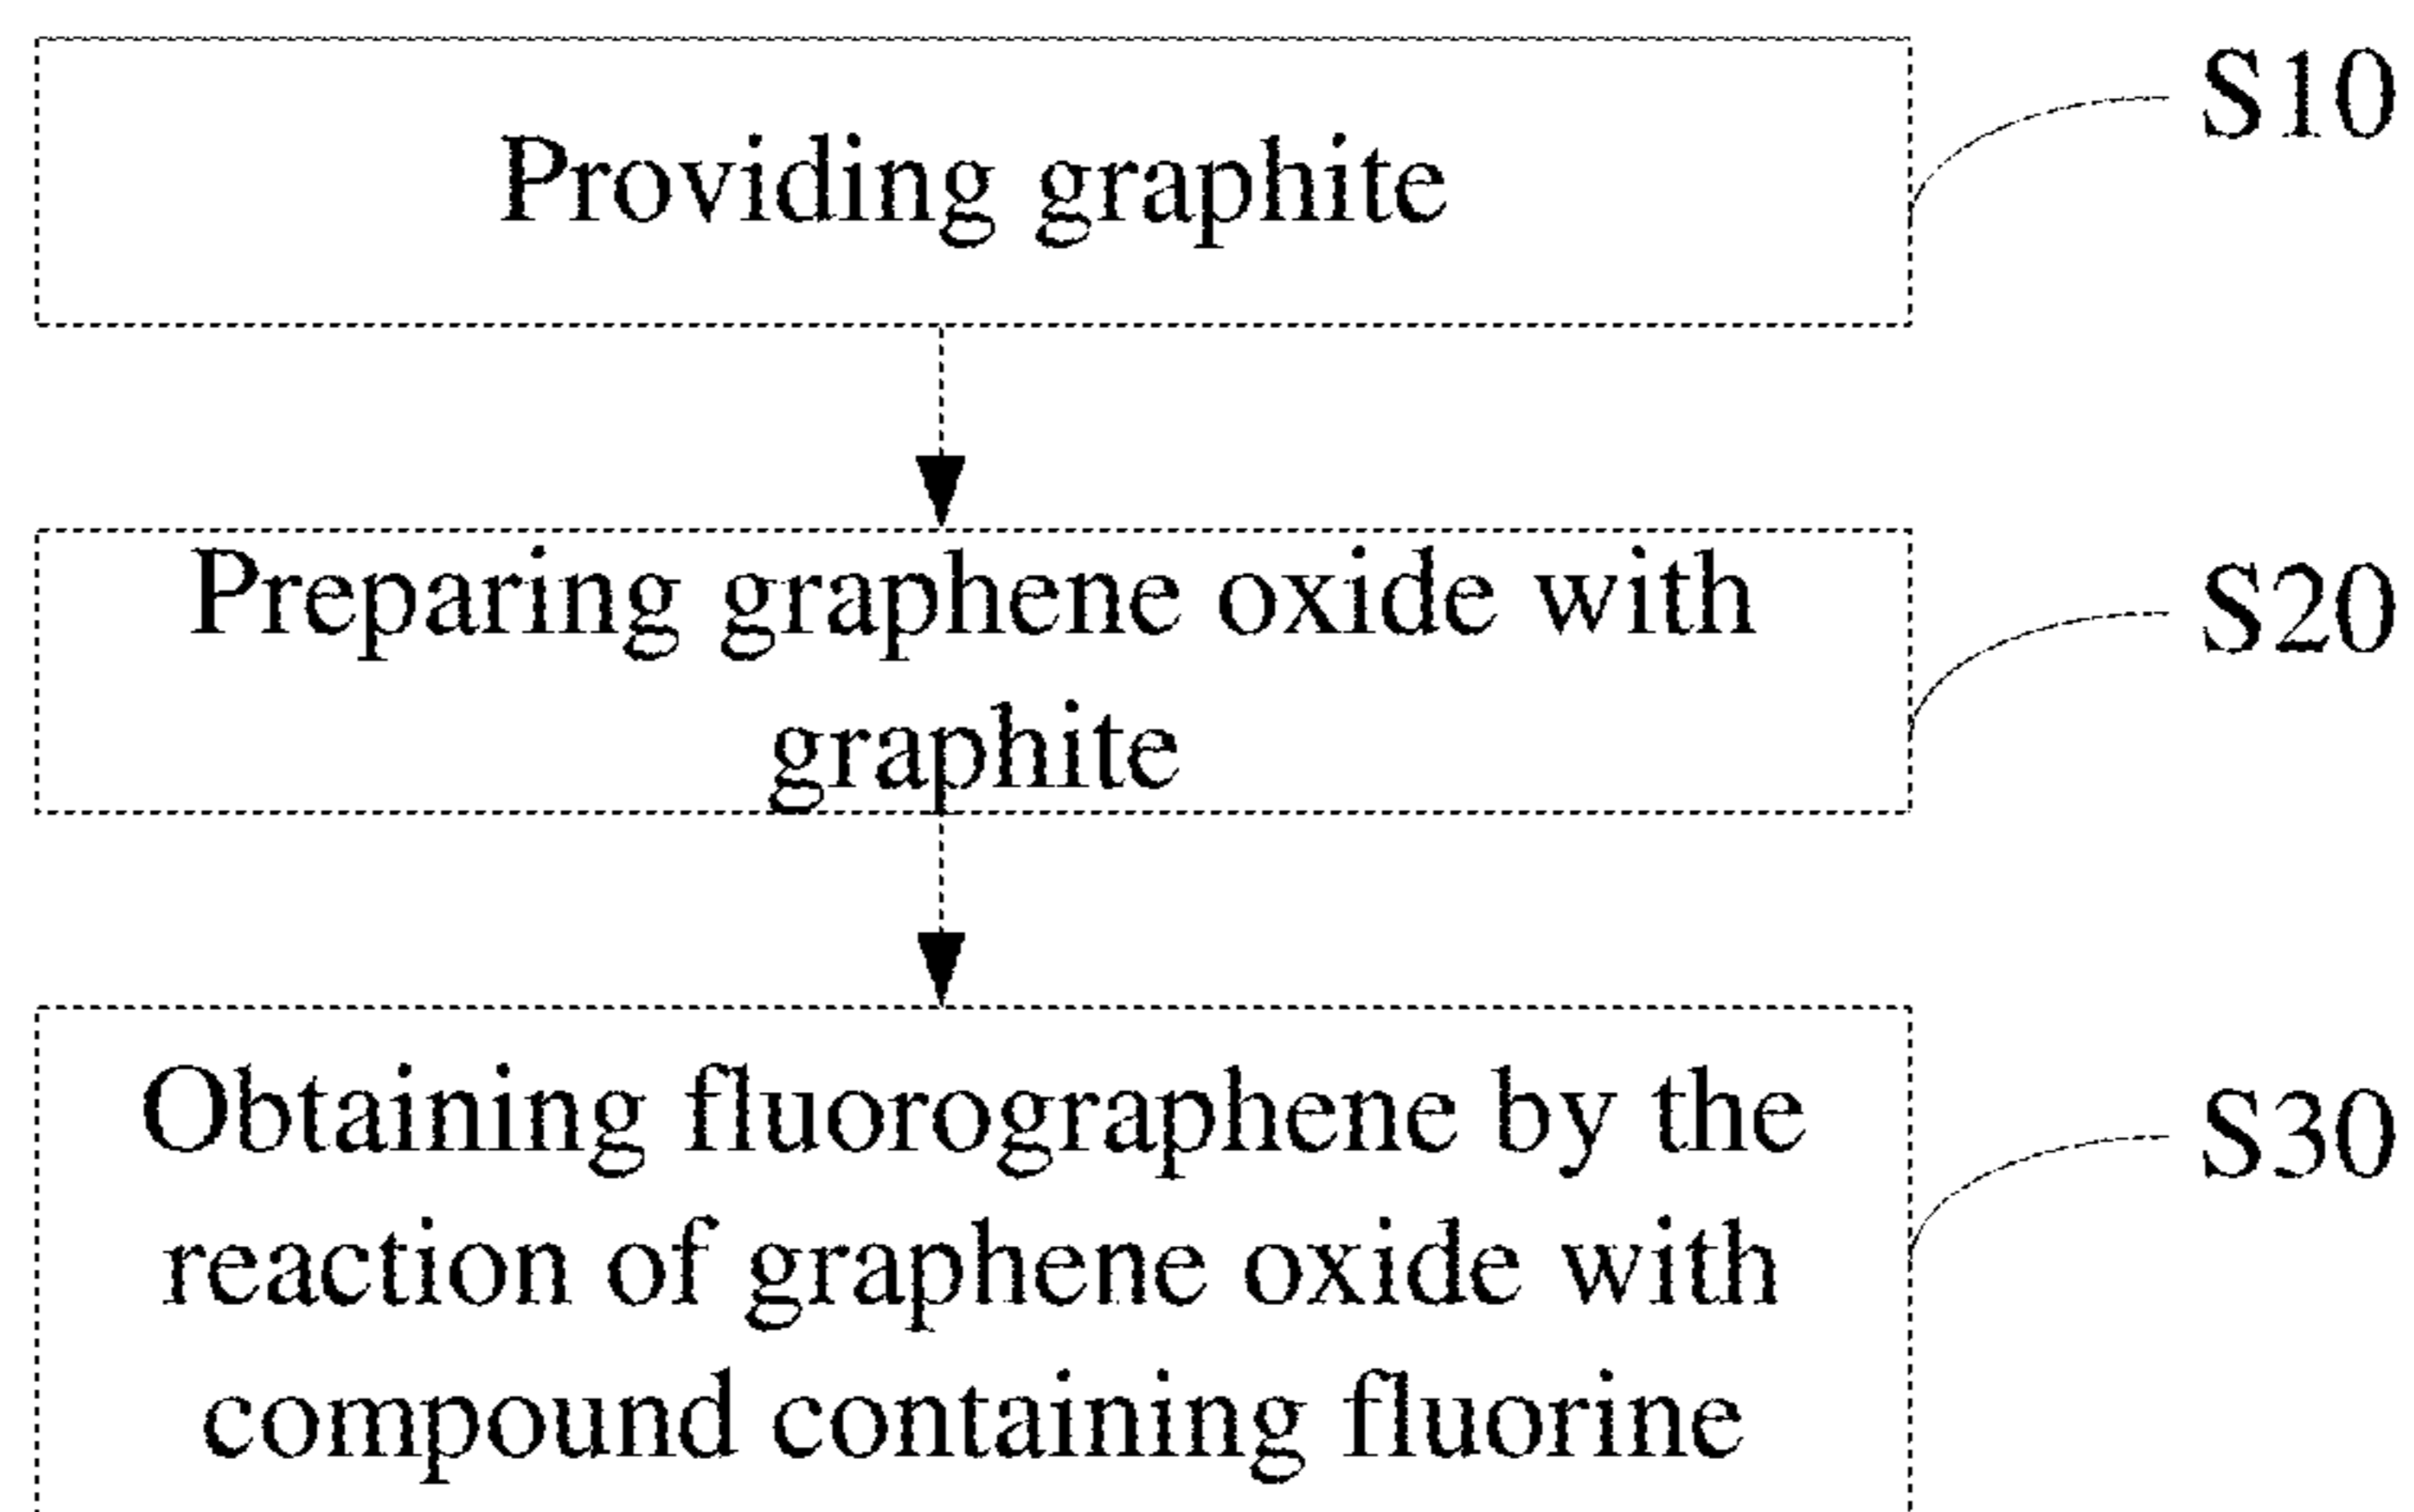 Providing graphite
S10
Preparing graphene oxide with
graphite
S20
Obtaining fluorographene by the
reaction of graphene oxide with
compound containing fluorine
S30